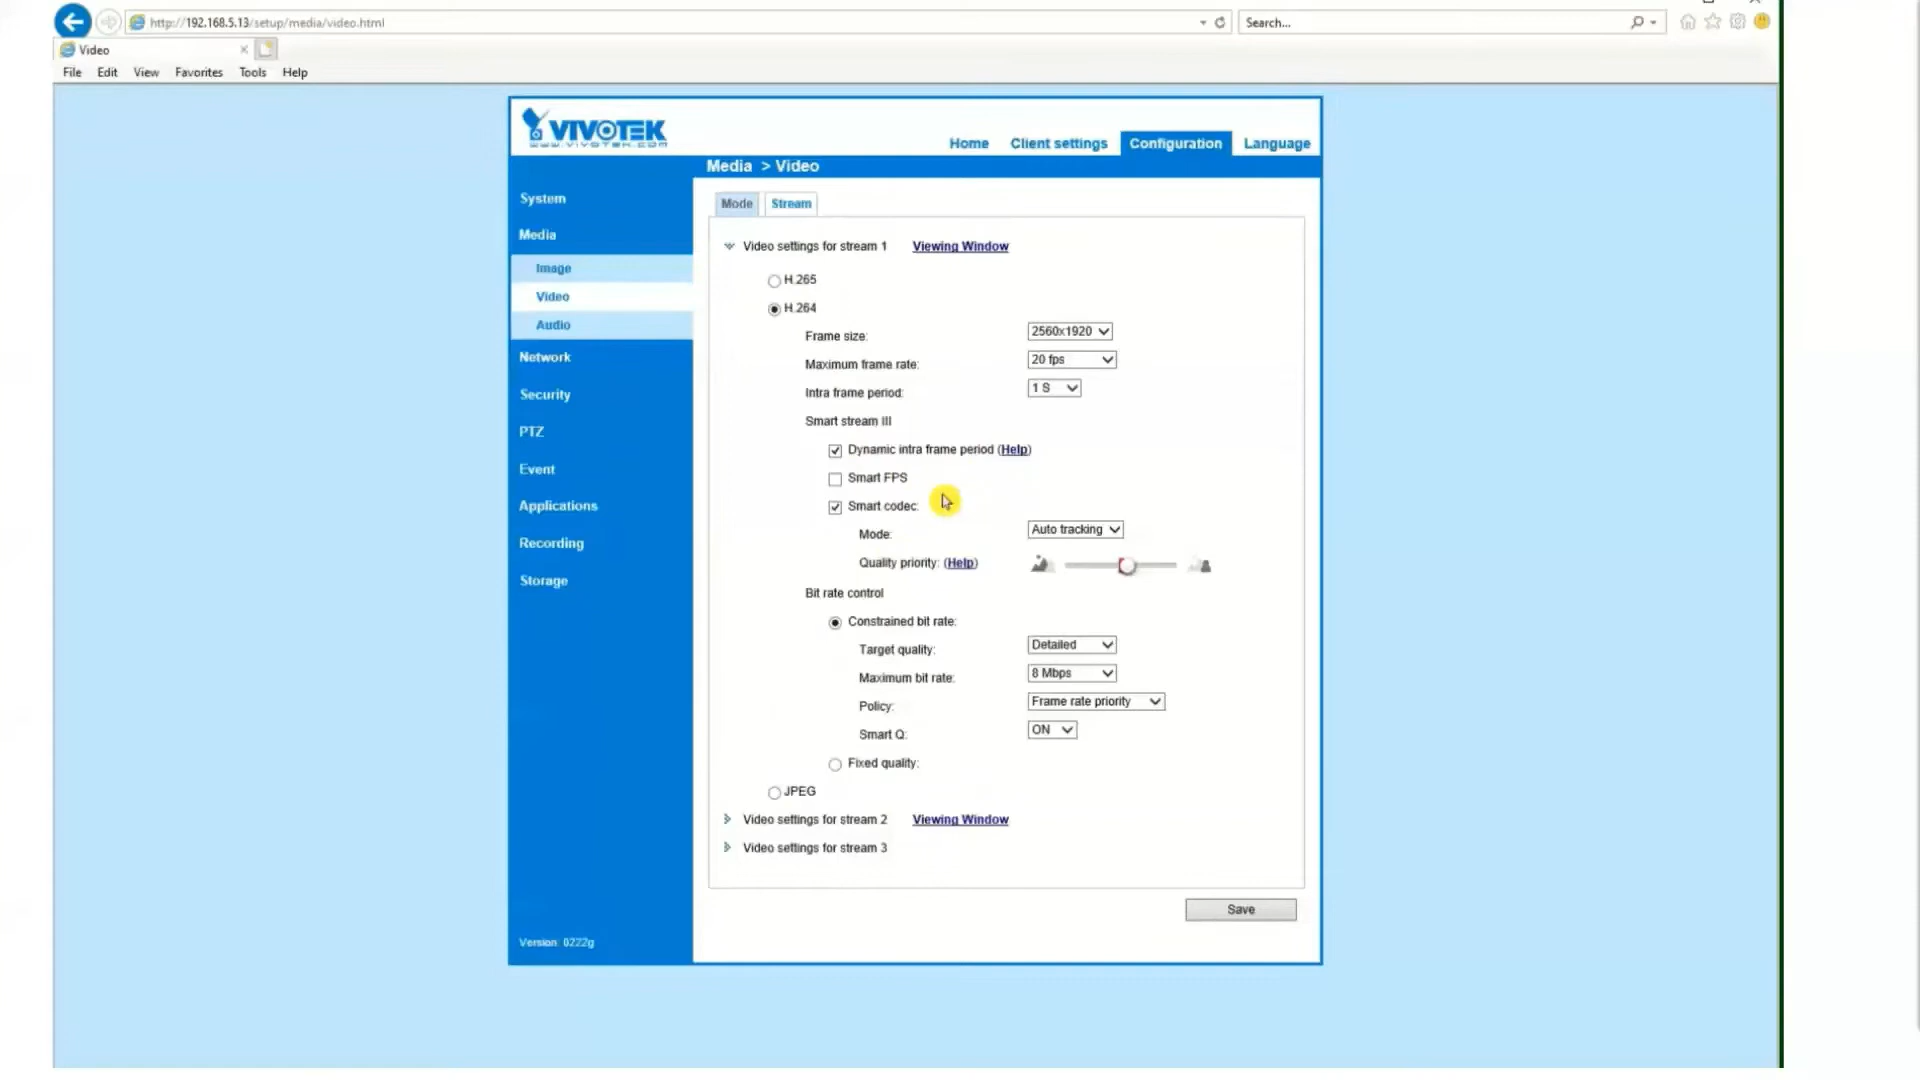 http://192.168.5.13/setup/media/video.html
Search...
Video
File Edit View Favorites Tools Help
VIVOTEK
www.vivotek.com
Home Client settings Configuration Language
Media > Video
System
Media
Image
Video
Audio
Network
Security
PTZ
Event
Applications
Recording
Storage
Version: 0222g
Mode Stream
Video settings for stream 1 Viewing Window
H.265
H.264
Frame size: 2560x1920
Maximum frame rate: 20 fps
Intra frame period: 1 S
Smart stream III
Dynamic intra frame period (Help)
Smart FPS
Smart codec:
Mode: Auto tracking
Quality priority: (Help)
Bit rate control
Constrained bit rate:
Target quality: Detailed
Maximum bit rate: 8 Mbps
Policy: Frame rate priority
Smart Q: ON
Fixed quality:
JPEG
Video settings for stream 2 Viewing Window
Video settings for stream 3
Save